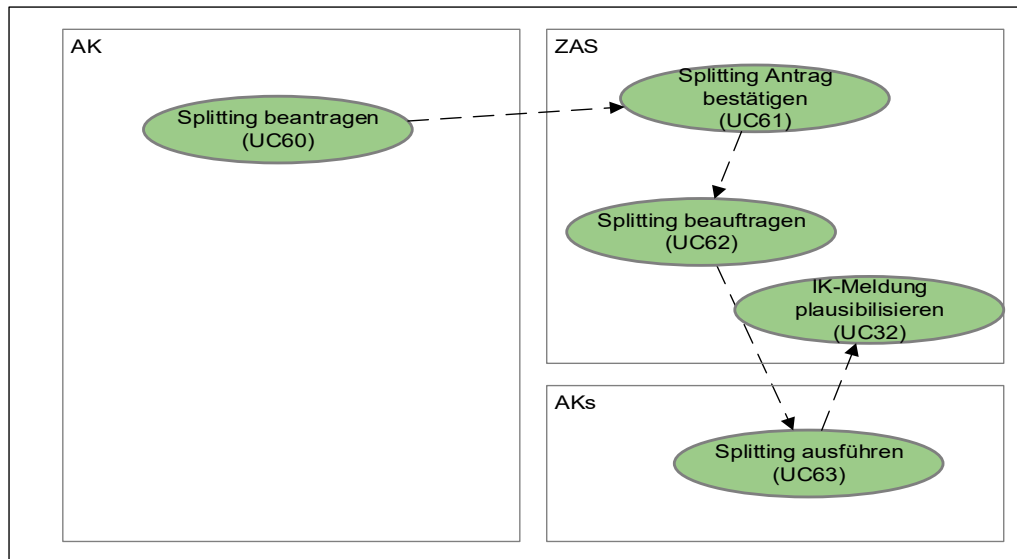 AK
Splitting beantragen
(UC60)
ZAS
Splitting Antrag
bestätigen
(UC61)
Splitting beauftragen
(UC62)
IK-Meldung
plausibilisieren
(UC32)
AKs
Splitting ausführen
(UC63)